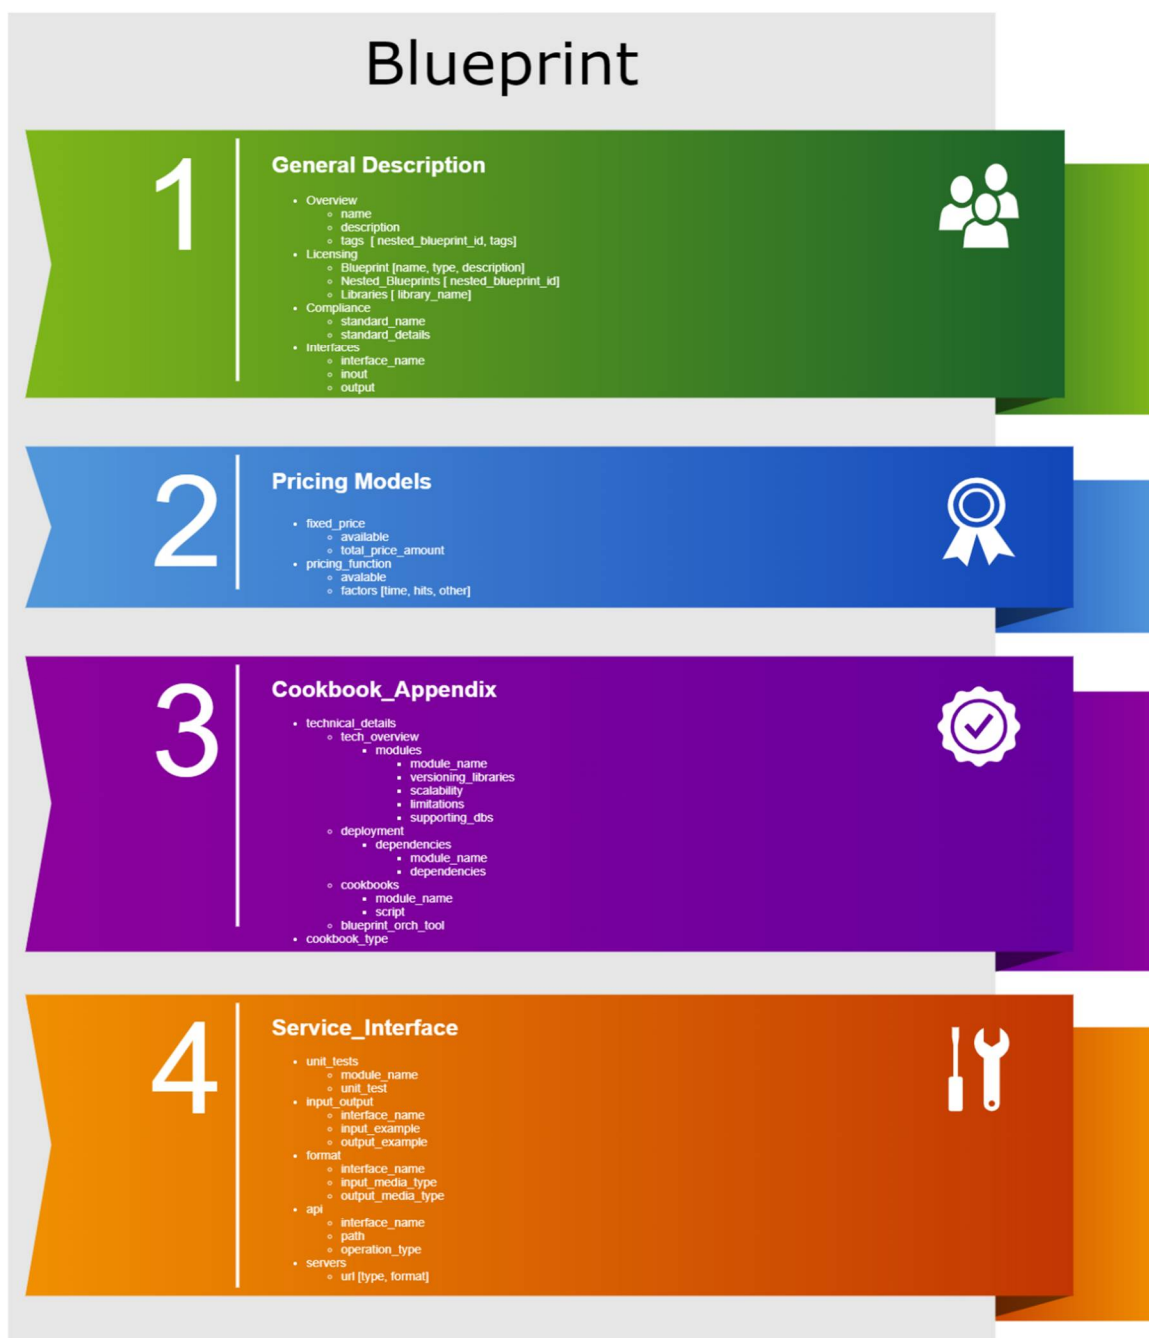 Blueprint
1
General Description
• Overview
◦ name
◦ description
◦ tags [ nested_blueprint_id, tags]
• Licensing
◦ Blueprint [name, type, description]
◦ Nested_Blueprints [ nested_blueprint_id]
◦ Libraries [ library_name]
• Compliance
◦ standard_name
◦ standard_details
• Interfaces
◦ interface_name
◦ inout
◦ output
2
Pricing Models
• fixed_price
◦ available
◦ total_price_amount
• pricing_function
◦ avalable
◦ factors [time, hits, other]
3
Cookbook_Appendix
• technical_details
◦ tech_overview
▪ modules
▪ module_name
▪ versioning_libraries
▪ scalability
▪ limitations
▪ supporting_dbs
◦ deployment
▪ dependencies
▪ module_name
▪ dependencies
◦ cookbooks
▪ module_name
▪ script
◦ blueprint_orch_tool
• cookbook_type
4
Service_Interface
• unit_tests
◦ module_name
◦ unit_test
• input_output
◦ interface_name
◦ input_example
◦ output_example
• format
◦ interface_name
◦ input_media_type
◦ output_media_type
• api
◦ interface_name
◦ path
◦ operation_type
• servers
◦ url [type, format]